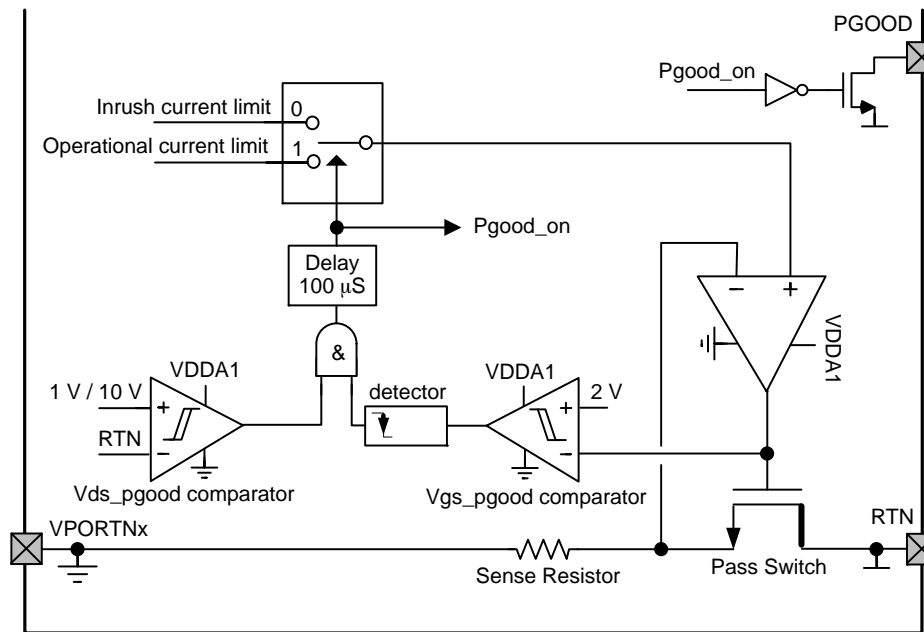 PGOOD
Pgood_on
Inrush current limit
0
Operational current limit
1
Pgood_on
Delay
100 μS
&
− +
VDDA1
1 V / 10 V
VDDA1
+
RTN
−
Vds_pgood comparator
detector
VDDA1
2 V
+
−
Vgs_pgood comparator
VPORTNx
Sense Resistor
Pass Switch
RTN